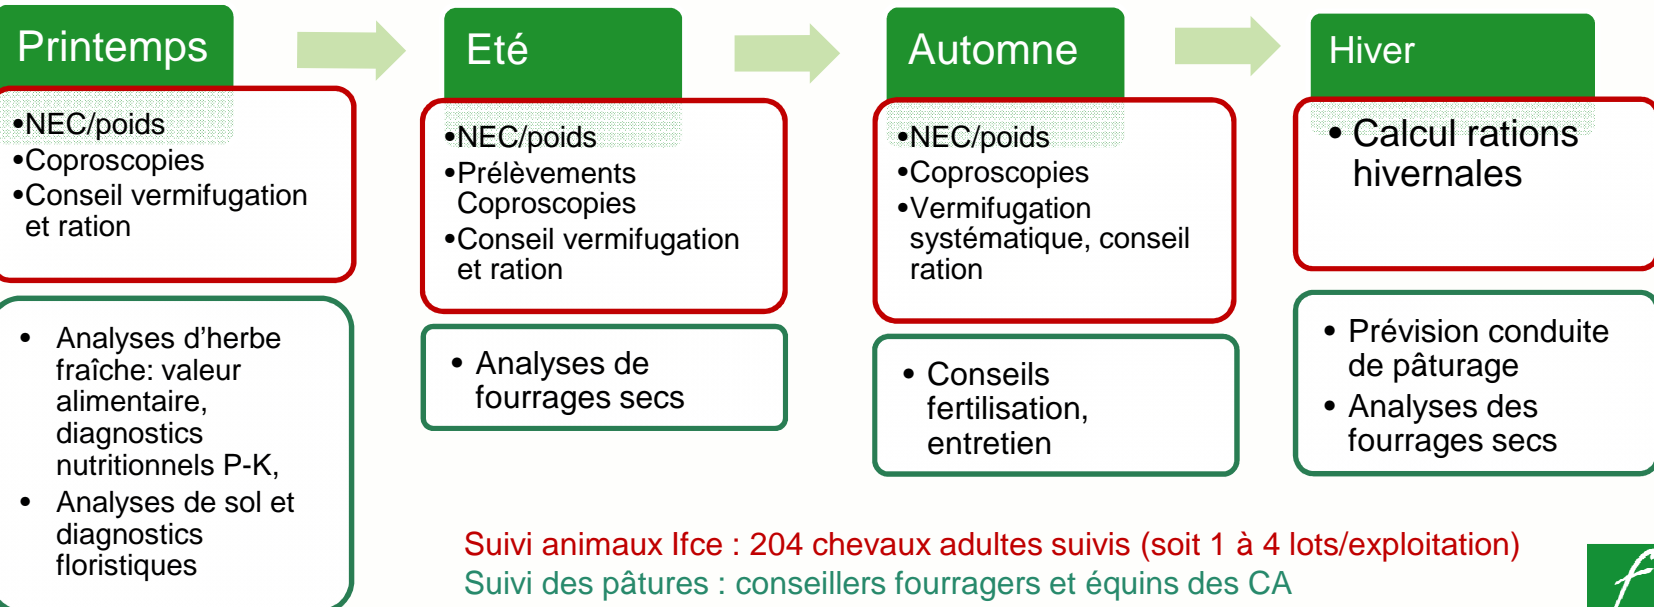 Printemps
•NEC/poids
•Coproscopies
•Conseil vermifugation
et ration
• Analyses d'herbe
fraîche: valeur
alimentaire,
diagnostics
nutritionnels P-K,
• Analyses de sol et
diagnostics
floristiques
Eté
•NEC/poids
•Prélèvements
Coproscopies
•Conseil vermifugation
et ration
• Analyses de
fourrages secs
Automne
•NEC/poids
•Coproscopies
•Vermifugation
systématique, conseil
ration
• Conseils
fertilisation,
entretien
Hiver
• Calcul rations
hivernales
• Prévision conduite
de pâturage
• Analyses des
fourrages secs
Suivi animaux Ifce : 204 chevaux adultes suivis (soit 1 à 4 lots/exploitation)
Suivi des pâtures : conseillers fourragers et équins des CA